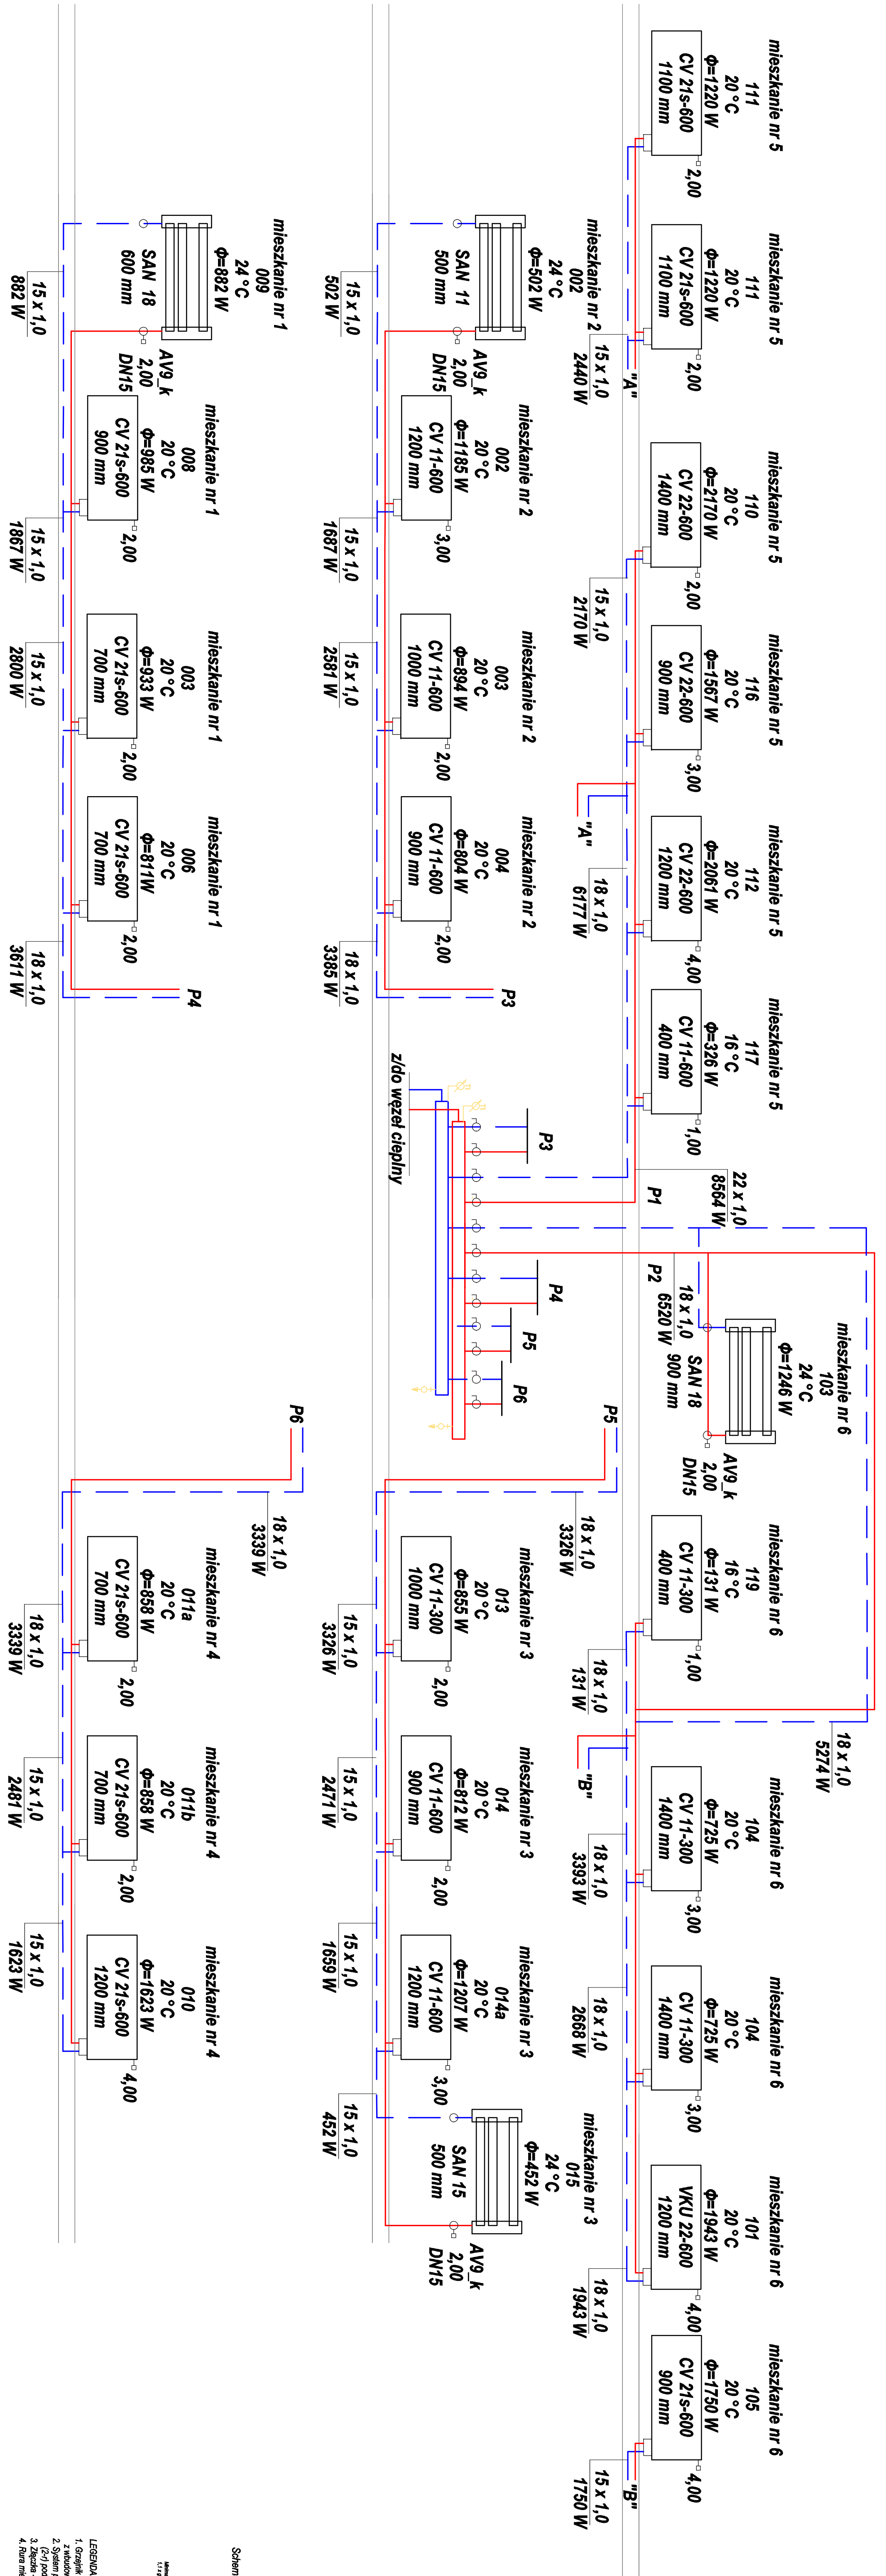 mieszkanie nr 5
111
20 °C
Φ=1220 W
CV 21s-600
1100 mm
2,00
mieszkanie nr 5
111
20 °C
Φ=1220 W
CV 21s-600
1100 mm
2,00
"A"
15 x 1,0
2440 W
mieszkanie nr 5
110
20 °C
Φ=2170 W
CV 22-600
1400 mm
2,00
15 x 1,0
2170 W
mieszkanie nr 5
116
20 °C
Φ=1567 W
CV 22-600
900 mm
3,00
"A"
mieszkanie nr 5
112
20 °C
Φ=2061 W
CV 22-600
1200 mm
4,00
18 x 1,0
6177 W
mieszkanie nr 5
117
16 °C
Φ=326 W
CV 11-600
400 mm
1,00
22 x 1,0
8564 W
P1
P2
18 x 1,0
6520 W
mieszkanie nr 6
103
24 °C
Φ=1246 W
SAN 18
900 mm
AV9_k
2,00
DN15
mieszkanie nr 6
119
16 °C
Φ=131 W
CV 11-300
400 mm
1,00
18 x 1,0
131 W
18 x 1,0
5274 W
"B"
mieszkanie nr 6
104
20 °C
Φ=725 W
CV 11-300
1400 mm
3,00
18 x 1,0
3393 W
mieszkanie nr 6
104
20 °C
Φ=725 W
CV 11-300
1400 mm
3,00
18 x 1,0
2668 W
mieszkanie nr 6
101
20 °C
Φ=1943 W
VKU 22-600
1200 mm
4,00
18 x 1,0
1943 W
mieszkanie nr 6
105
20 °C
Φ=1750 W
CV 21s-600
900 mm
4,00
"B"
15 x 1,0
1750 W
mieszkanie nr 2
002
24 °C
Φ=502 W
SAN 11
500 mm
AV9_k
2,00
DN15
15 x 1,0
502 W
mieszkanie nr 2
002
20 °C
Φ=1185 W
CV 11-600
1200 mm
3,00
15 x 1,0
1687 W
mieszkanie nr 2
003
20 °C
Φ=894 W
CV 11-600
1000 mm
2,00
15 x 1,0
2581 W
mieszkanie nr 2
004
20 °C
Φ=804 W
CV 11-600
900 mm
2,00
18 x 1,0
3385 W
P3
z/do węzeł cieplny
P3
P4
P5
P6
P5
18 x 1,0
3326 W
mieszkanie nr 3
013
20 °C
Φ=855 W
CV 11-300
1000 mm
2,00
15 x 1,0
3326 W
mieszkanie nr 3
014
20 °C
Φ=812 W
CV 11-600
900 mm
2,00
15 x 1,0
2471 W
mieszkanie nr 3
014a
20 °C
Φ=1207 W
CV 11-600
1200 mm
3,00
15 x 1,0
1659 W
mieszkanie nr 3
015
24 °C
Φ=452 W
SAN 15
500 mm
AV9_k
2,00
DN15
15 x 1,0
452 W
mieszkanie nr 1
009
24 °C
Φ=882 W
SAN 18
600 mm
AV9_k
2,00
DN15
15 x 1,0
882 W
mieszkanie nr 1
008
20 °C
Φ=985 W
CV 21s-600
900 mm
2,00
15 x 1,0
1867 W
mieszkanie nr 1
003
20 °C
Φ=933 W
CV 21s-600
700 mm
2,00
15 x 1,0
2800 W
mieszkanie nr 1
006
20 °C
Φ=811W
CV 21s-600
700 mm
2,00
18 x 1,0
3611 W
P4
P6
18 x 1,0
3339 W
mieszkanie nr 4
011a
20 °C
Φ=858 W
CV 21s-600
700 mm
2,00
18 x 1,0
3339 W
mieszkanie nr 4
011b
20 °C
Φ=858 W
CV 21s-600
700 mm
2,00
15 x 1,0
2481 W
mieszkanie nr 4
010
20 °C
Φ=1623 W
CV 21s-600
1200 mm
4,00
15 x 1,0
1623 W
Schem
LEGENDA
1. Grzejnik
z wbudow
2. System p
(2-r) pod
3. Złączka
4. Rura mie